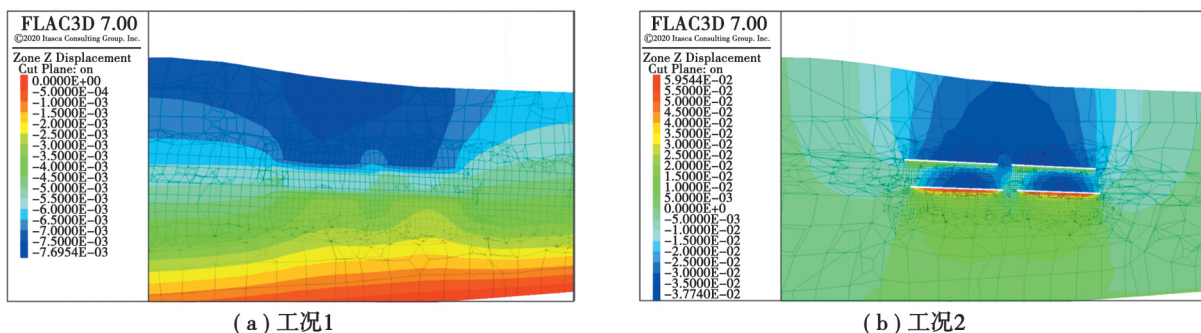 FLAC3D 7.00
©2020 Itasca Consulting Group. Inc.
Zone Z Displacement
Cut Plane: on
0.0000E+00
-5.0000E-04
-1.0000E-03
-1.5000E-03
-2.0000E-03
-2.5000E-03
-3.0000E-03
-3.5000E-03
-4.0000E-03
-4.5000E-03
-5.0000E-03
-5.5000E-03
-6.0000E-03
-6.5000E-03
-7.0000E-03
-7.5000E-03
-7.6954E-03
(a)工况1
FLAC3D 7.00
©2020 Itasca Consulting Group. Inc.
Zone Z Displacement
Cut Plane: on
5.9544E-02
5.5000E-02
5.0000E-02
4.5000E-02
4.0000E-02
3.5000E-02
3.0000E-02
2.5000E-02
2.0000E-02
1.5000E-02
1.0000E-02
5.0000E-03
0.0000E+0
-5.0000E-03
-1.0000E-02
-1.5000E-02
-2.0000E-02
-2.5000E-02
-3.0000E-02
-3.5000E-02
-3.7740E-02
(b)工况2